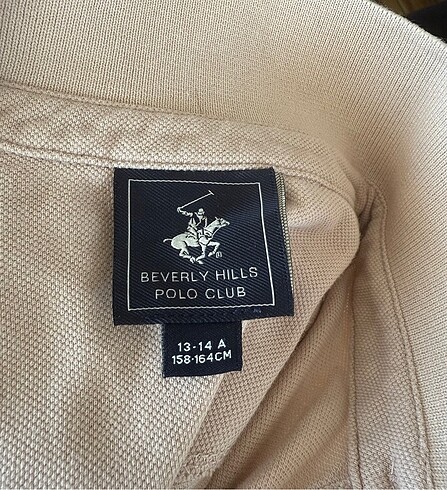 BEVERLY HILLS
POLO CLUB
13-14 A
158-164CM